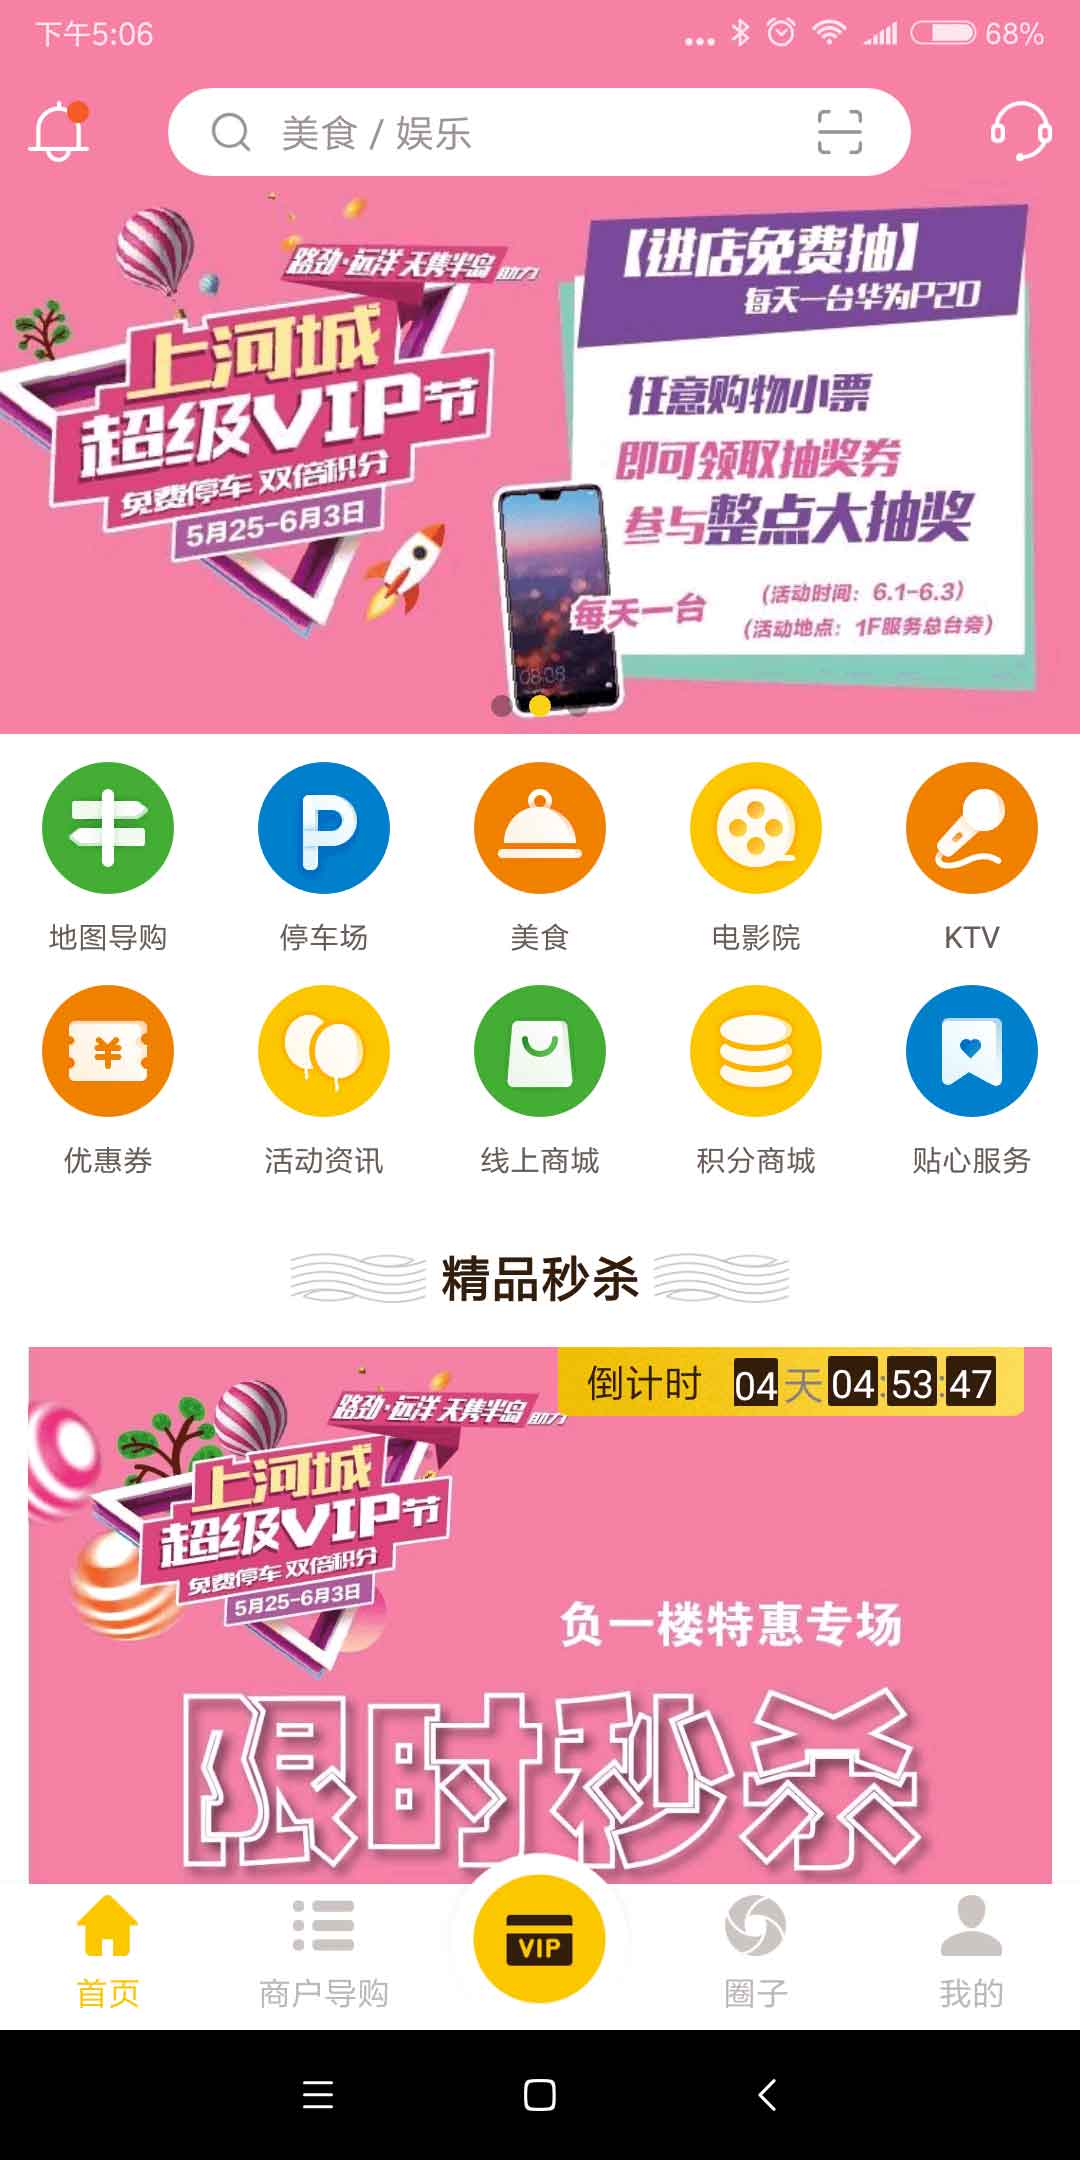 下午5:06
68%
美食 / 娱乐
路劲·远洋 天隽半岛 助力
上河城
超级VIP节
免费停车 双倍积分
5月25-6月3日
【进店免费抽】
每天一台华为P20
任意购物小票
即可领取抽奖券
参与整点大抽奖
每天一台
(活动时间：6.1-6.3)
(活动地点：1F服务总台旁)
08:08
地图导购
停车场
美食
电影院
KTV
优惠券
活动资讯
线上商城
积分商城
贴心服务
精品秒杀
倒计时 04天04:53:47
路劲·远洋 天隽半岛 助力
上河城
超级VIP节
免费停车 双倍积分
5月25-6月3日
负一楼特惠专场
限时秒杀
首页
商户导购
VIP
圈子
我的